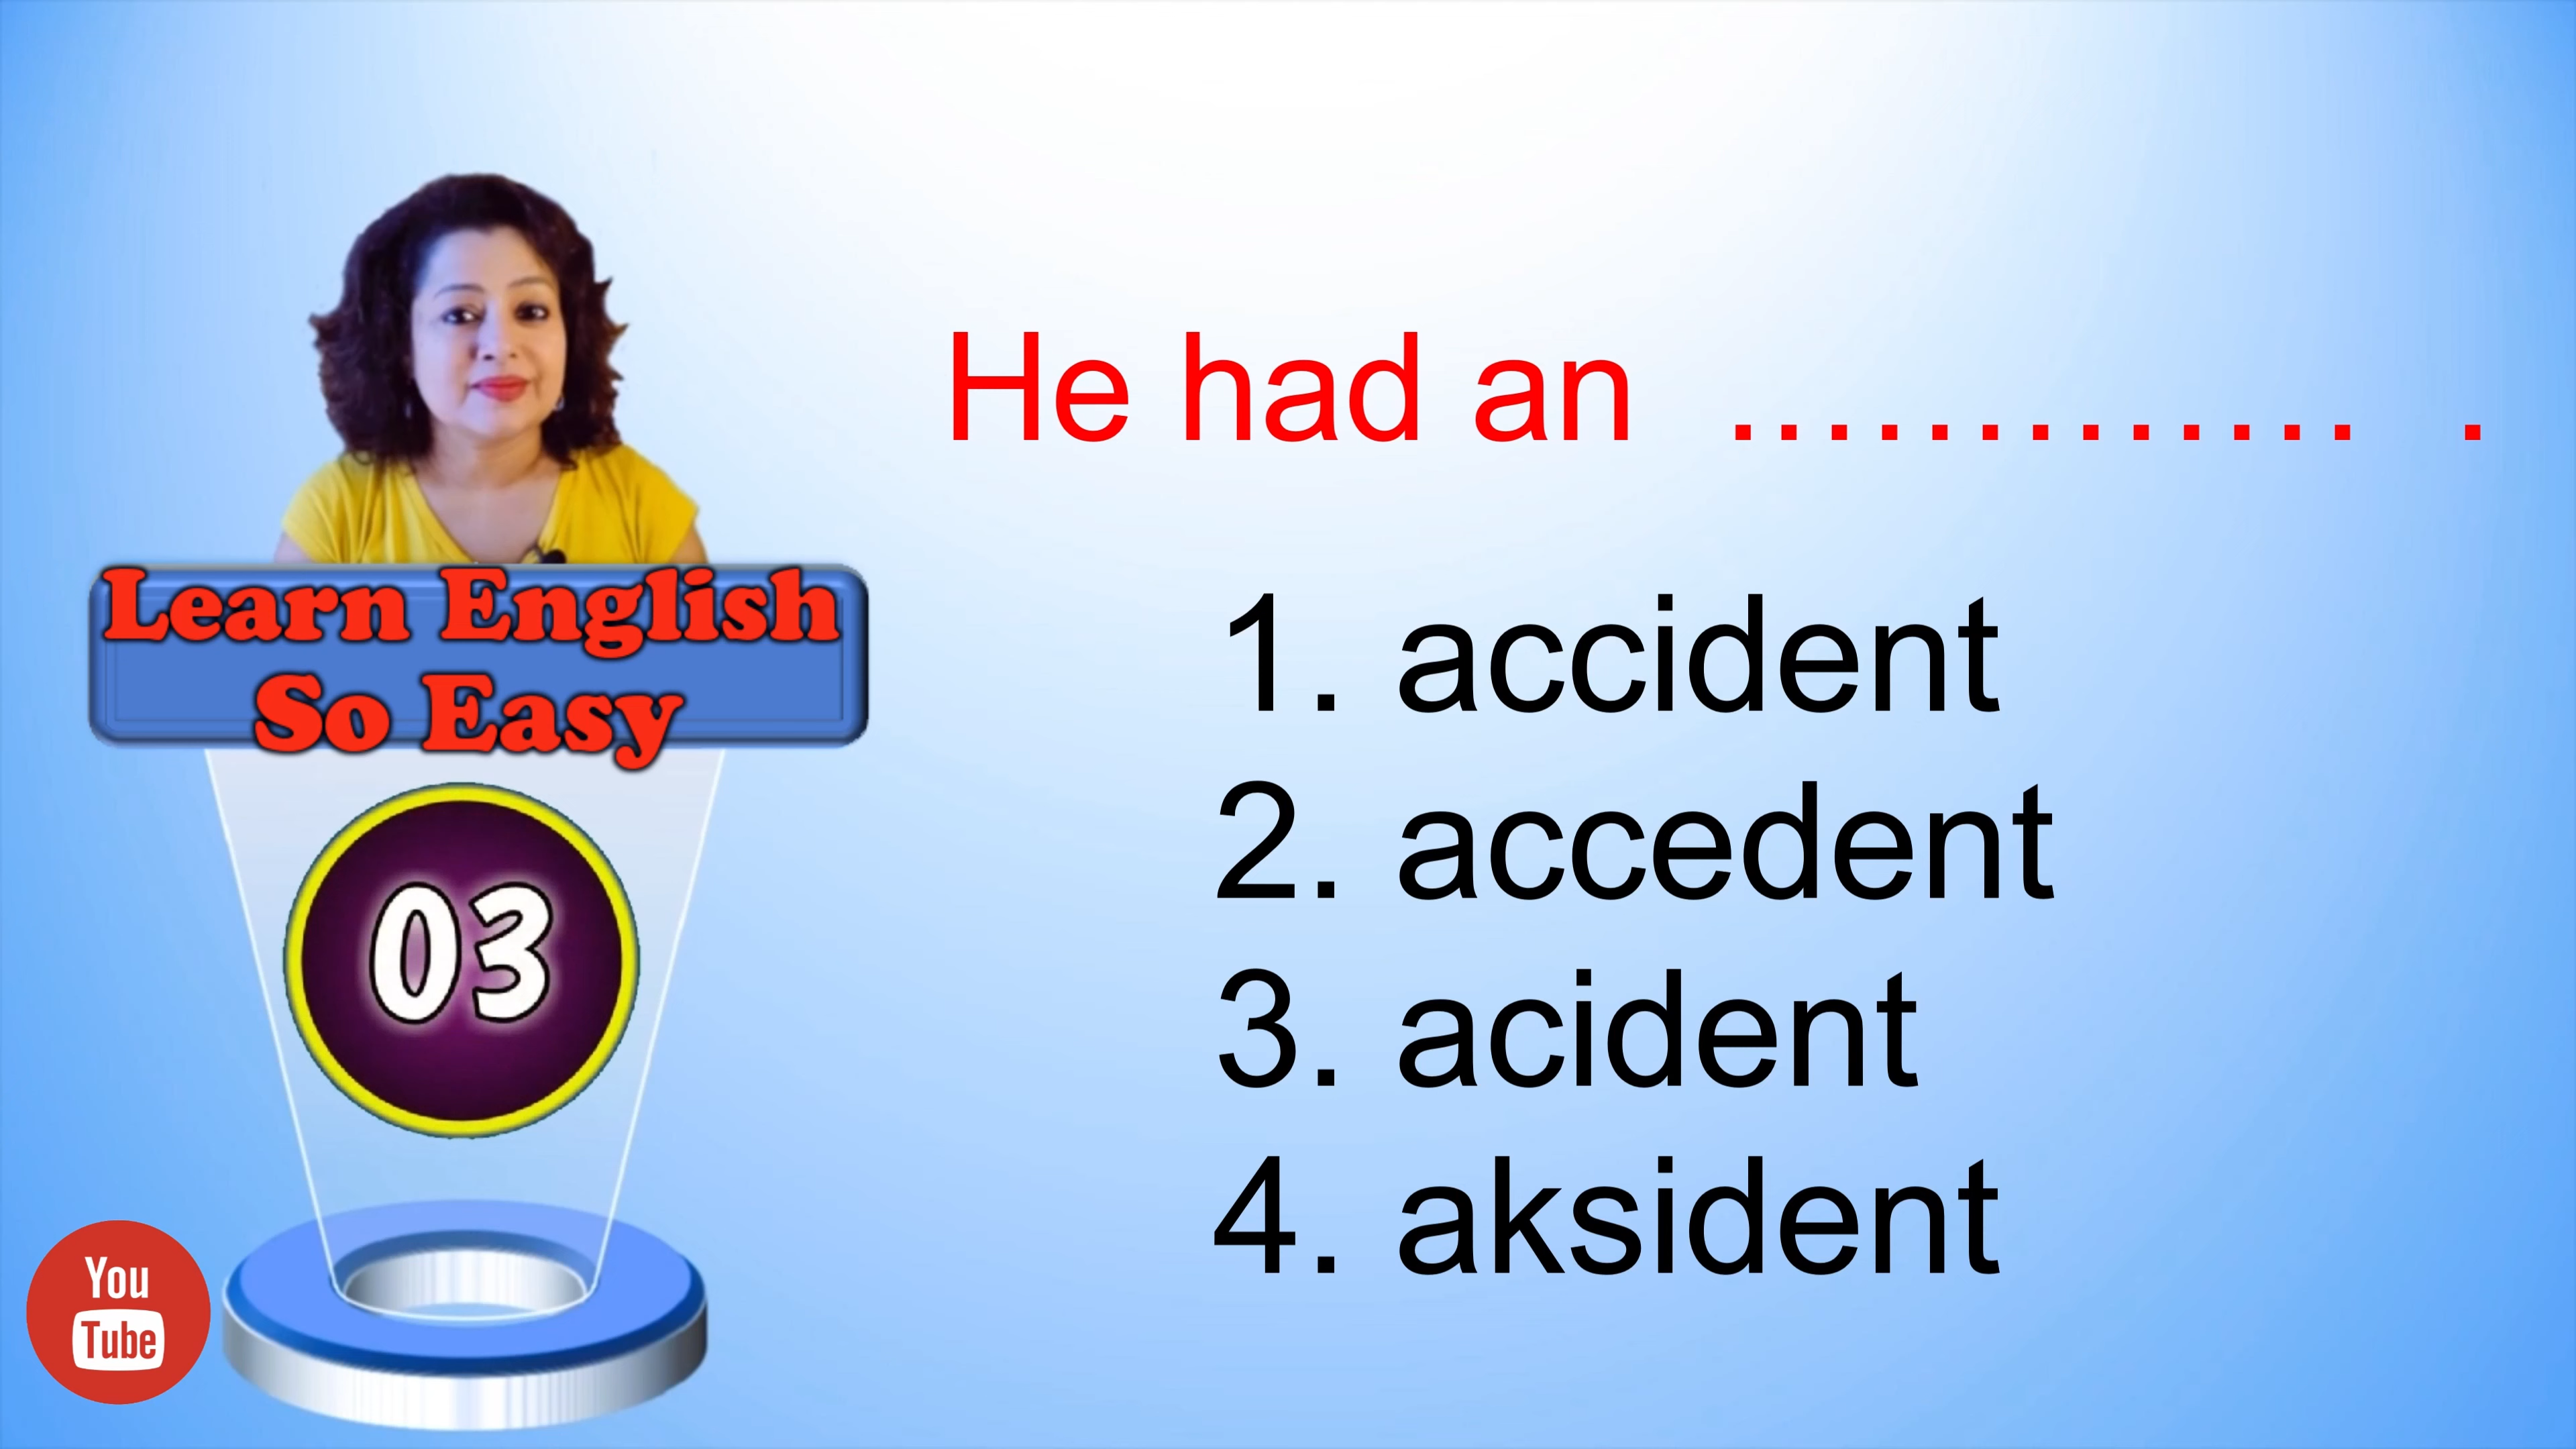 He had an ............. .
1. accident
2. accedent
3. acident
4. aksident
Learn English
So Easy
03
You
Tube